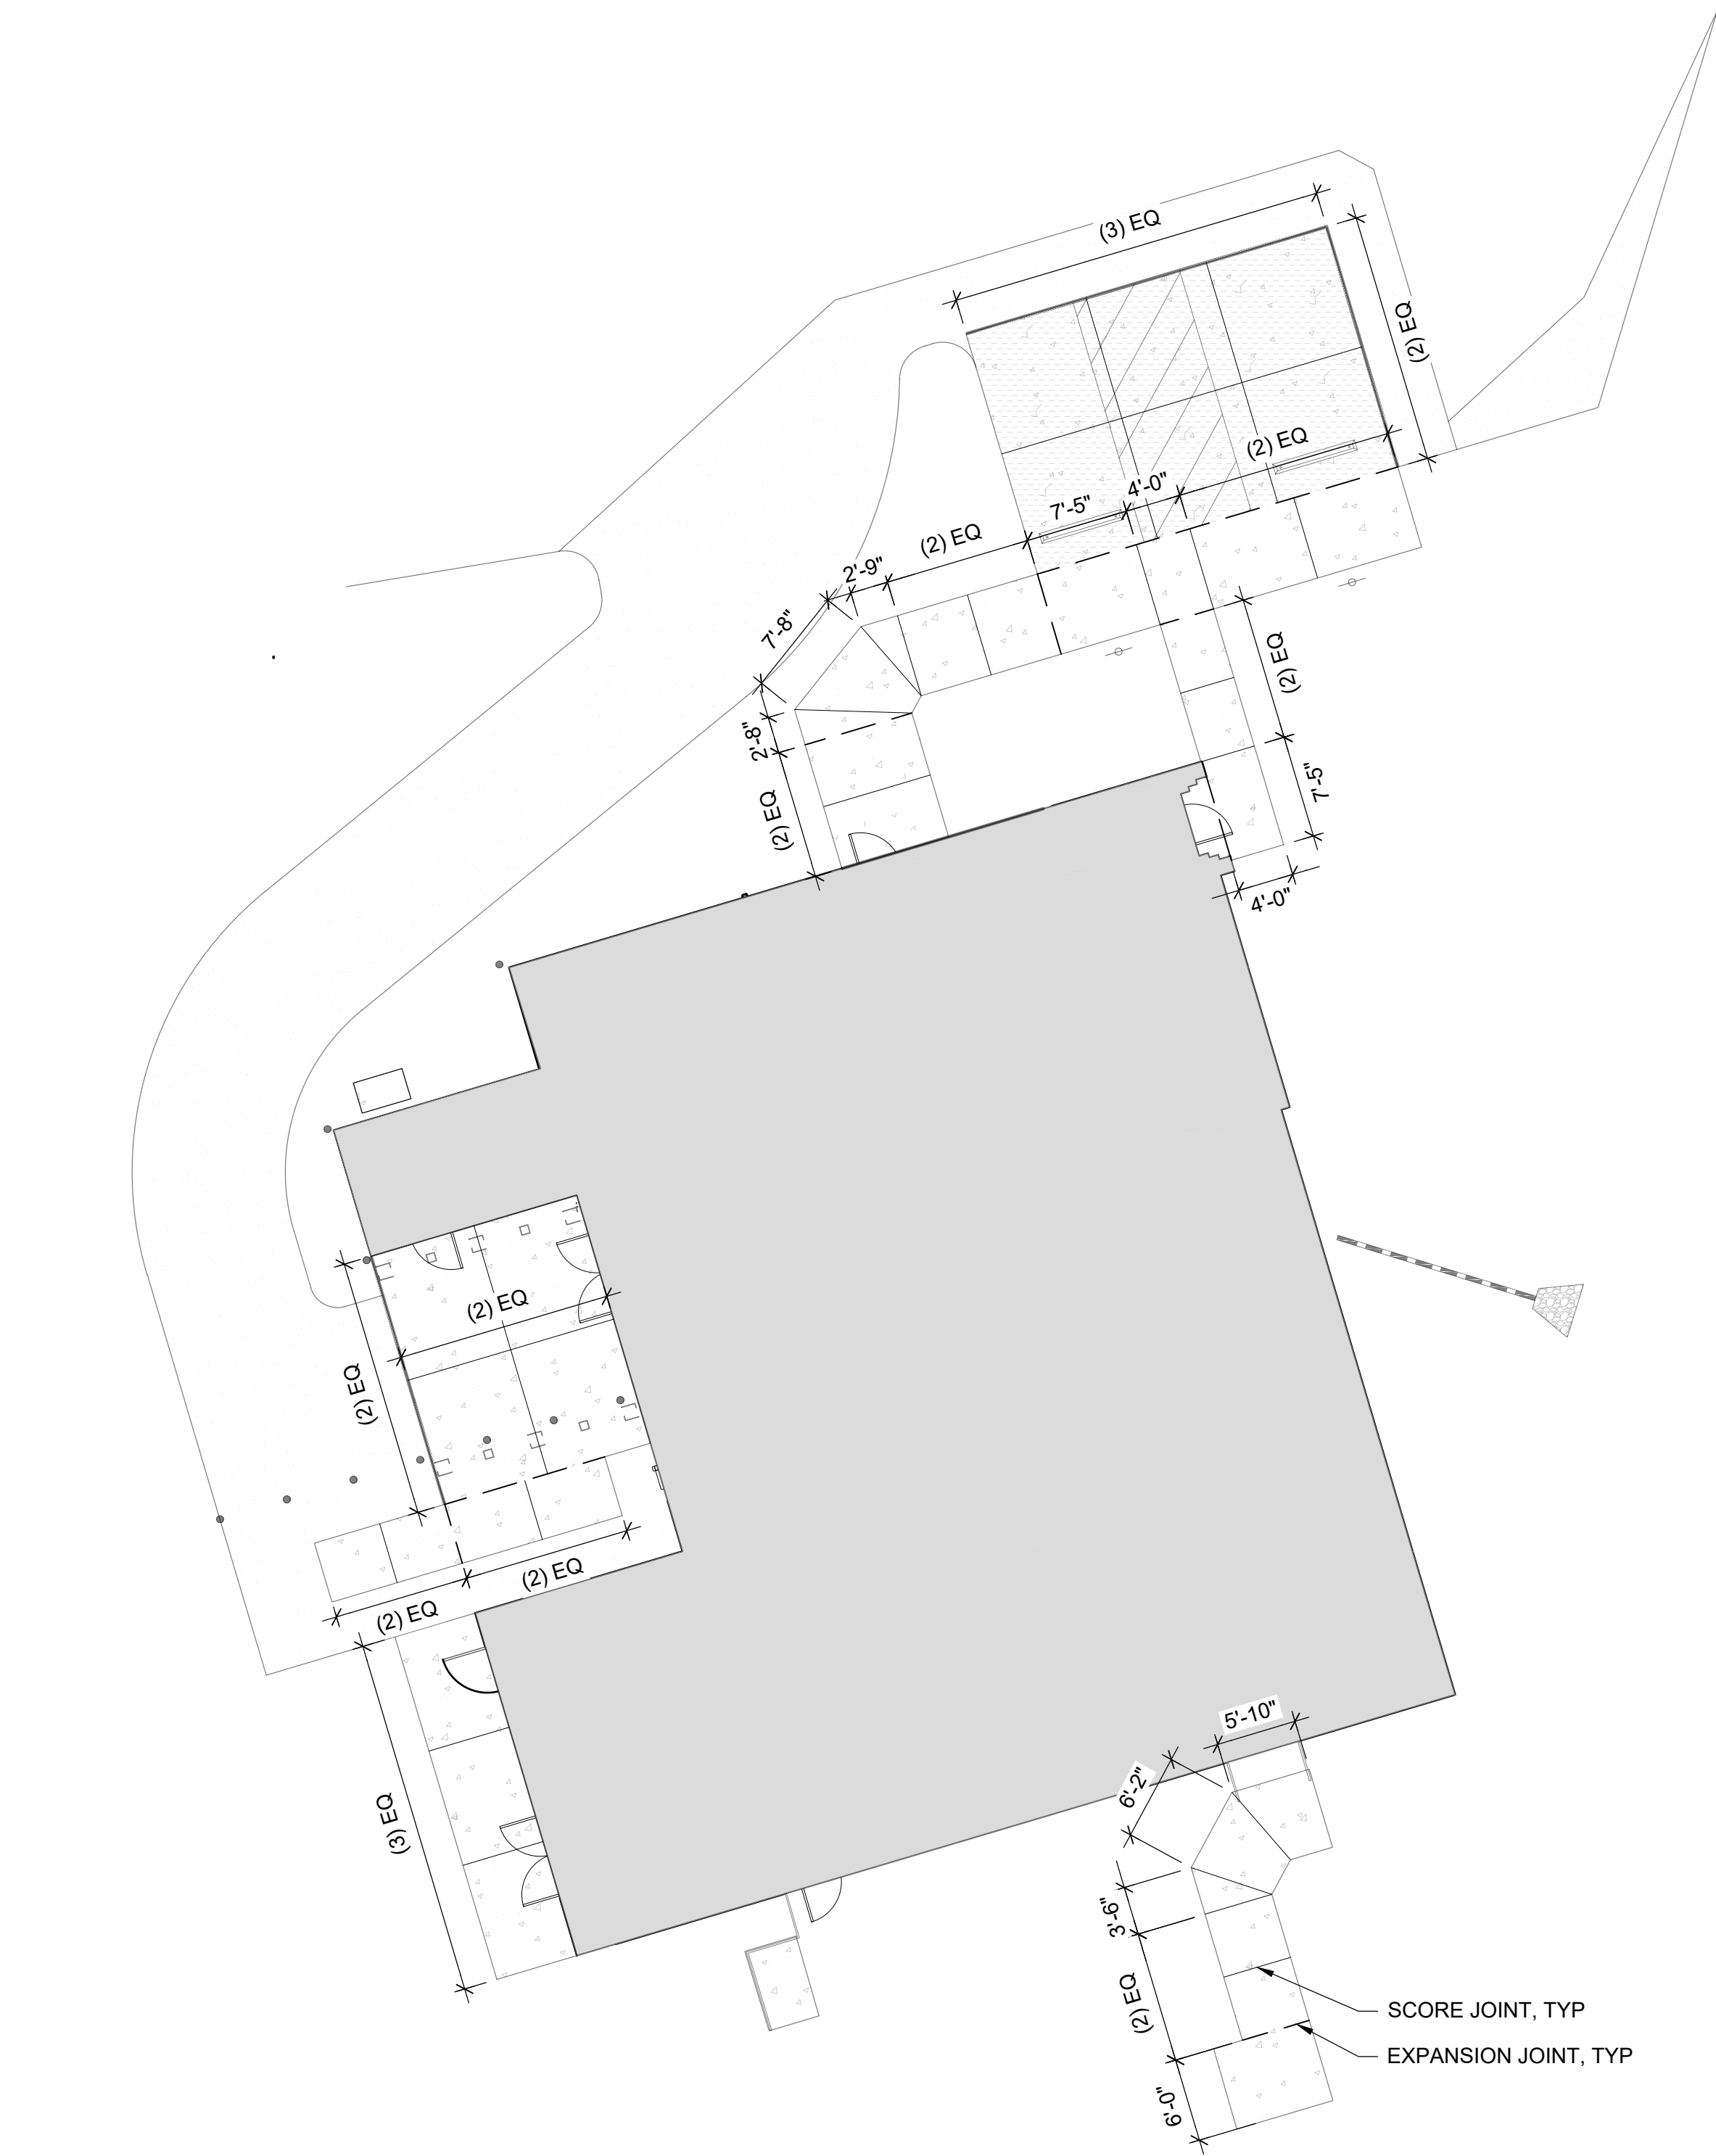 (3) EQ
(2) EQ
(2) EQ
4'-0"
7'-5"
(2) EQ
2'-9"
7'-8"
2'-8"
(2) EQ
(2) EQ
7'-5"
4'-0"
(2) EQ
(2) EQ
(2) EQ
(2) EQ
(3) EQ
5'-10"
6'-2"
3'-6"
(2) EQ
6'-0"
SCORE JOINT, TYP
EXPANSION JOINT, TYP